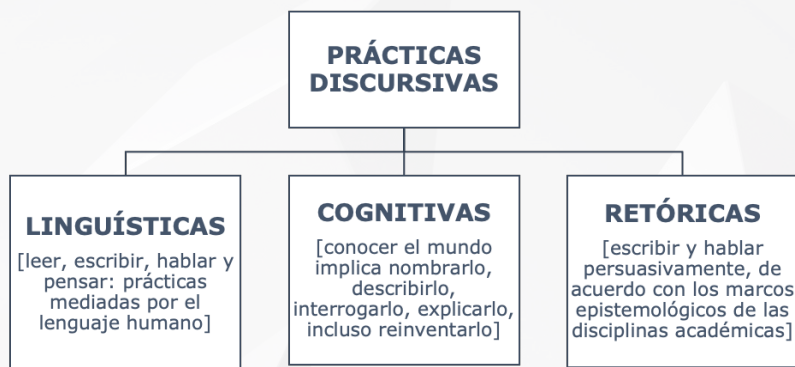 PRÁCTICAS
DISCURSIVAS
LINGUÍSTICAS
[leer, escribir, hablar y
pensar: prácticas
mediadas por el
lenguaje humano]
COGNITIVAS
[conocer el mundo
implica nombrarlo,
describirlo,
interrogarlo, explicarlo,
incluso reinventarlo]
RETÓRICAS
[escribir y hablar
persuasivamente, de
acuerdo con los marcos
epistemológicos de las
disciplinas académicas]